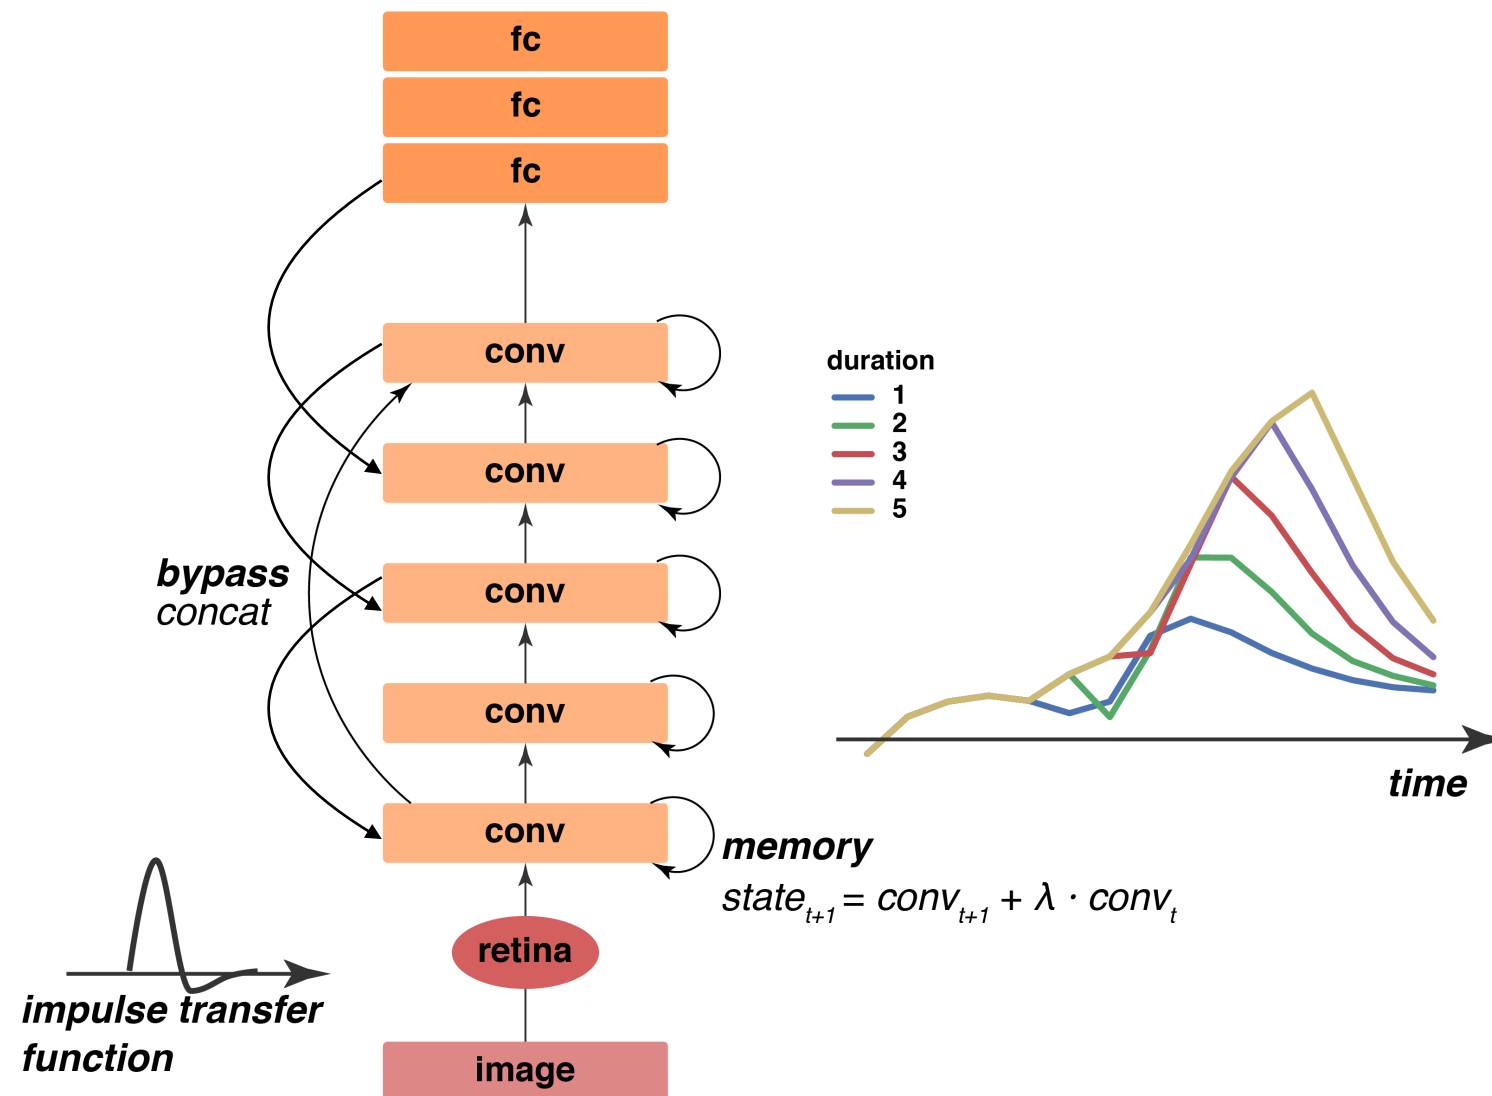 fc
fc
fc
conv
conv
conv
conv
conv
retina
image
bypass
concat
impulse transfer
function
memory
state_{t+1} = conv_{t+1} + λ · conv_t
duration
1
2
3
4
5
time